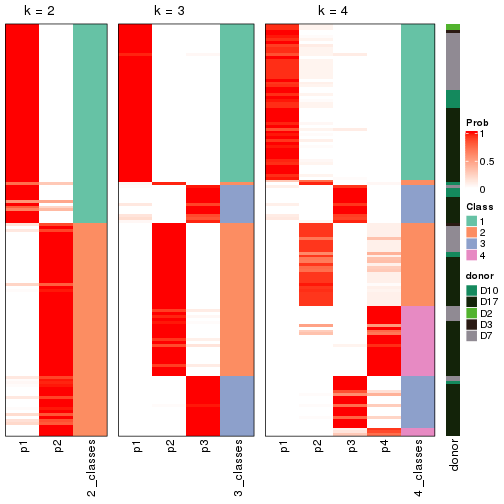 k = 2
k = 3
k = 4
p1
p2
2_classes
p1
p2
p3
3_classes
p1
p2
p3
p4
4_classes
donor
Prob
1
0.5
0
Class
1
2
3
4
donor
D10
D17
D2
D3
D7